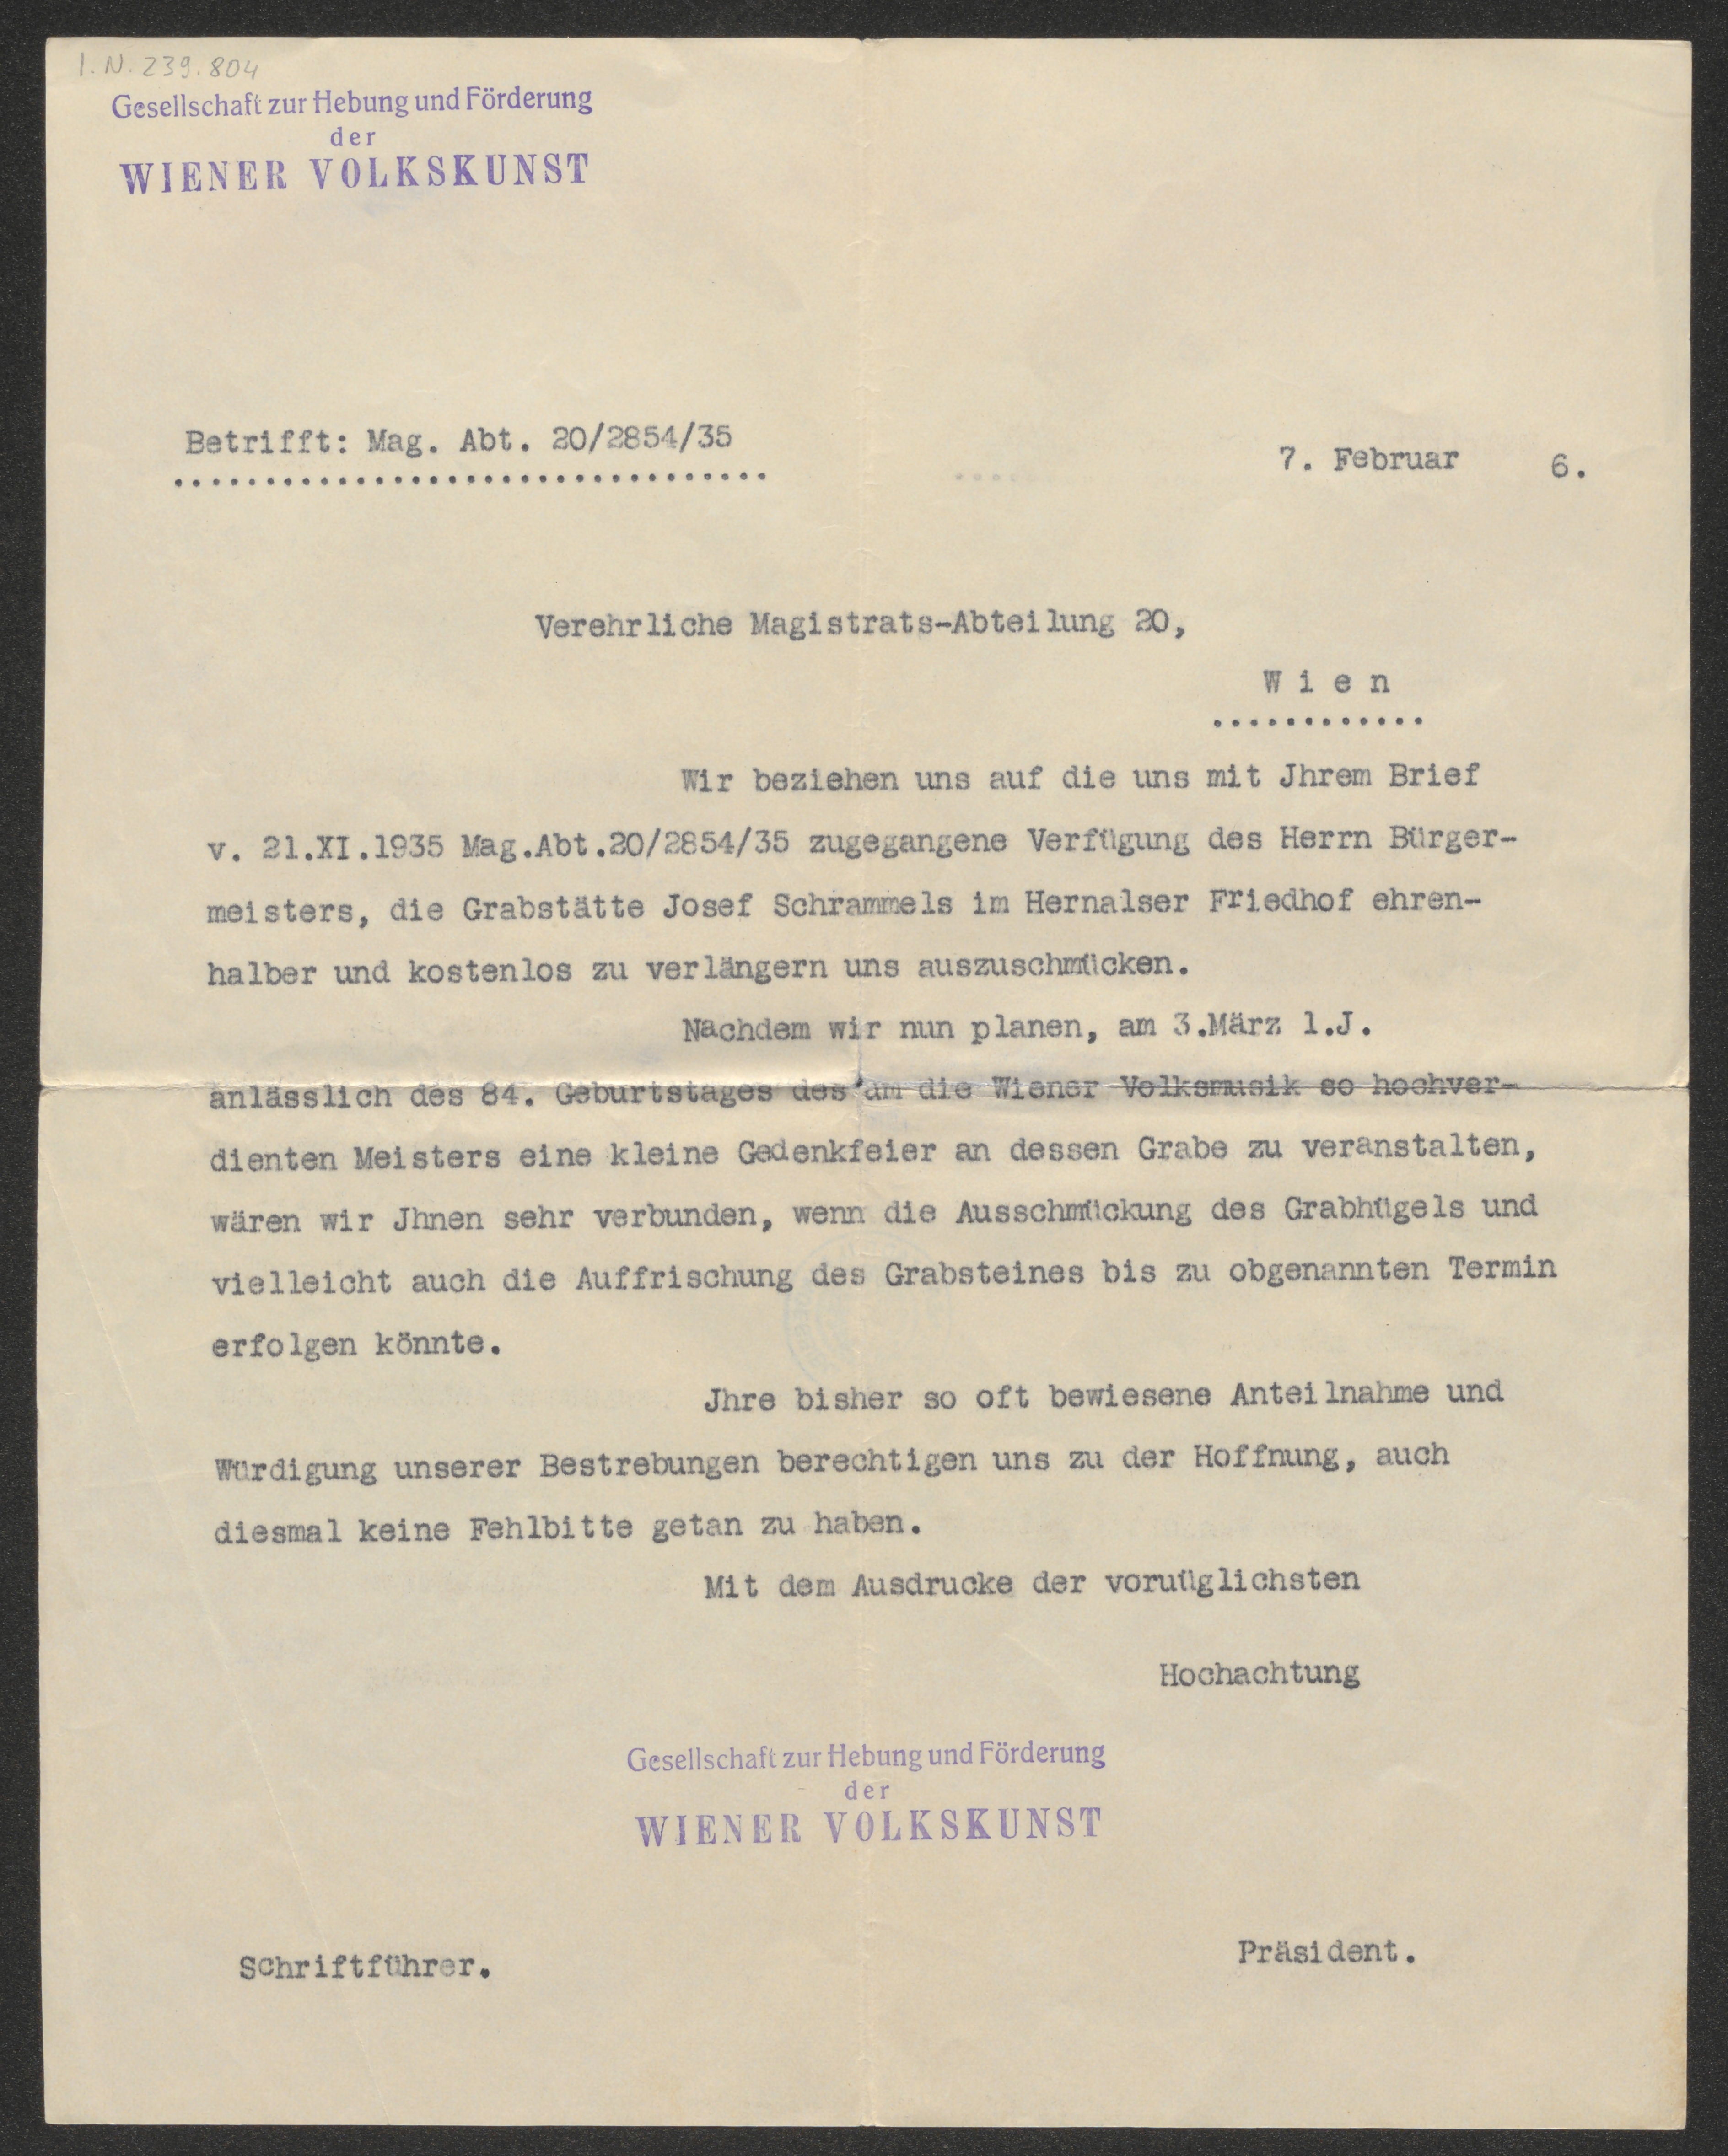 I.N. 239.804
Gesellschaft zur Hebung und Förderung
der
WIENER VOLKSKUNST
Betrifft: Mag. Abt. 20/2854/35
7. Februar 6.
Verehrliche Magistrats-Abteilung 20,
W i e n
Wir beziehen uns auf die uns mit Jhrem Brief
v. 21.XI.1935 Mag.Abt.20/2854/35 zugegangene Verfügung des Herrn Bürger-
meisters, die Grabstätte Josef Schrammels im Hernalser Friedhof ehren-
halber und kostenlos zu verlängern uns auszuschmücken.
Nachdem wir nun planen, am 3.März l.J.
anlässlich des 84. Geburtstages des um die Wiener Volksmusik so hochver-
dienten Meisters eine kleine Gedenkfeier an dessen Grabe zu veranstalten,
wären wir Jhnen sehr verbunden, wenn die Ausschmückung des Grabhügels und
vielleicht auch die Auffrischung des Grabsteines bis zu obgenannten Termin
erfolgen könnte.
Jhre bisher so oft bewiesene Anteilnahme und
Würdigung unserer Bestrebungen berechtigen uns zu der Hoffnung, auch
diesmal keine Fehlbitte getan zu haben.
Mit dem Ausdrucke der voruüglichsten
Hochachtung
Gesellschaft zur Hebung und Förderung
der
WIENER VOLKSKUNST
Schriftführer.
Präsident.